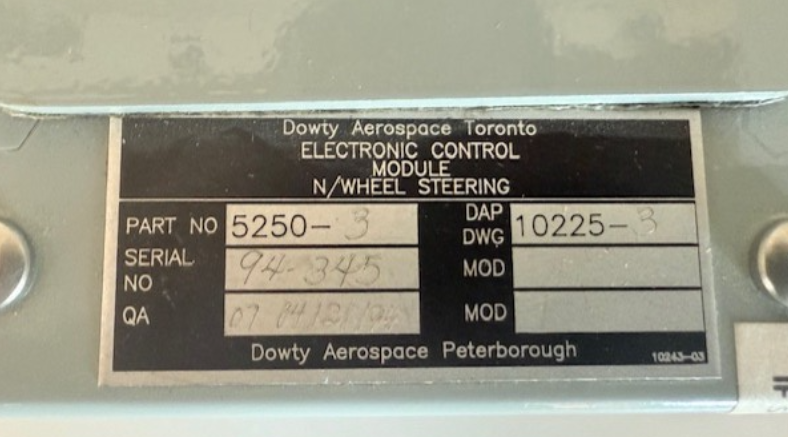 Dowty Aerospace Toronto
ELECTRONIC CONTROL
MODULE
N/WHEEL STEERING
PART NO 5250-3
DAP DWG 10225-3
SERIAL NO 94-345
MOD
QA
MOD
Dowty Aerospace Peterborough
10243-03